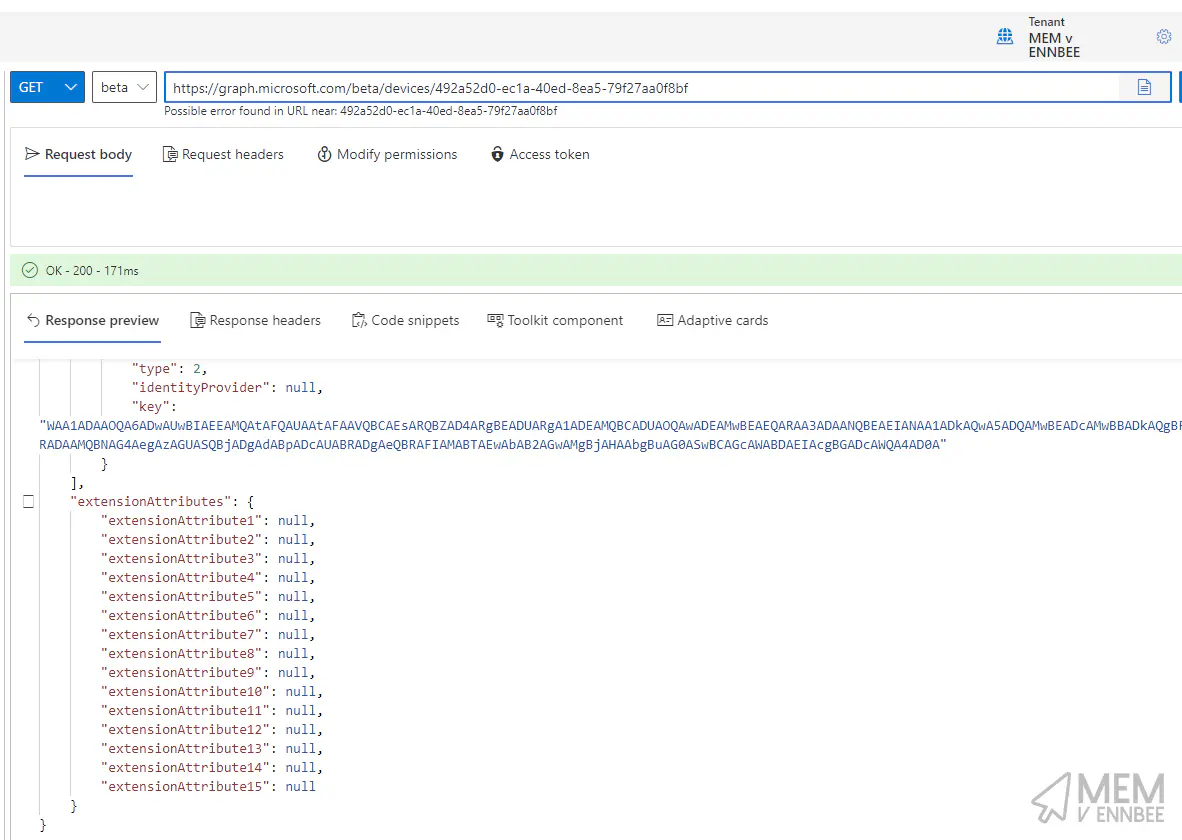 Tenant
MEM v
ENNBEE
GET
beta
https://graph.microsoft.com/beta/devices/492a52d0-ec1a-40ed-8ea5-79f27aa0f8bf
Possible error found in URL near: 492a52d0-ec1a-40ed-8ea5-79f27aa0f8bf
Request body
Request headers
Modify permissions
Access token
OK - 200 - 171ms
Response preview
Response headers
Code snippets
Toolkit component
Adaptive cards
"type": 2,
"identityProvider": null,
"key":
"WAA1ADAAOQA6ADwAUwBIAEEAMQAtAFQAUAAtAFAAVQBCAEsARQBZAD4ARgBEADUARgA1ADEAMQBCADUAOQAwADEAMwBEAEQARAA3ADAANQBEAEIANAA1ADkAQwA5ADQAMwBEADcAMwBBADkAQgBF
RADAAMQBNAG4AegAzAGUASQBjADgAdABpADcAUABRADgAeQBRAFIAMABTAEwAbAB2AGwAMgBjAHAAbgBuAG0ASwBCAGcAWABDAEIAcgBGADcAWQA4AD0A"
}
],
"extensionAttributes": {
"extensionAttribute1": null,
"extensionAttribute2": null,
"extensionAttribute3": null,
"extensionAttribute4": null,
"extensionAttribute5": null,
"extensionAttribute6": null,
"extensionAttribute7": null,
"extensionAttribute8": null,
"extensionAttribute9": null,
"extensionAttribute10": null,
"extensionAttribute11": null,
"extensionAttribute12": null,
"extensionAttribute13": null,
"extensionAttribute14": null,
"extensionAttribute15": null
}
}
MEM
V ENNBEE